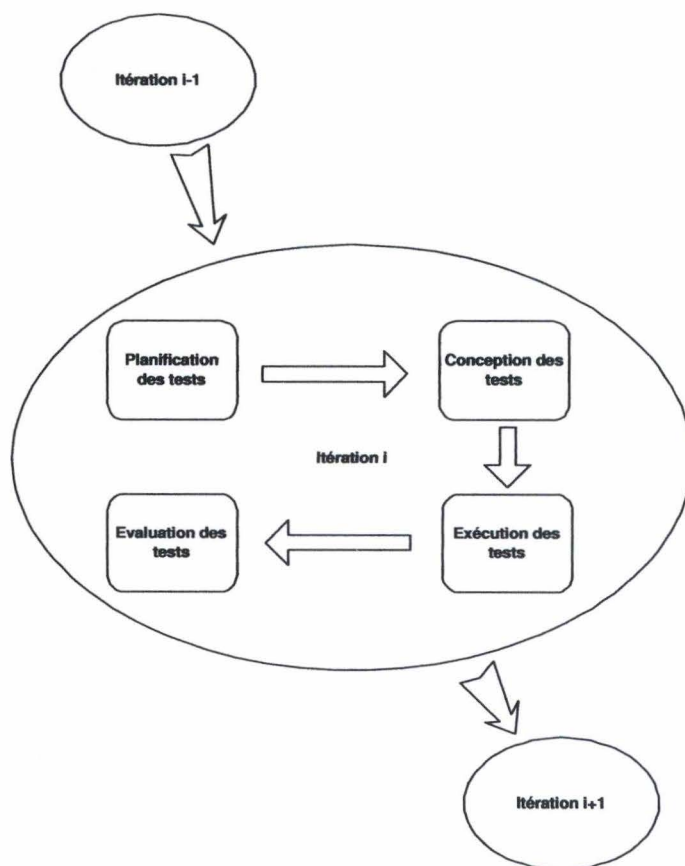 Itération i-1
Planification
des tests
Conception des
tests
Itération i
Evaluation des
tests
Exécution des
tests
Itération i+1